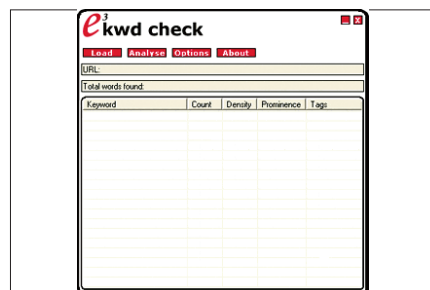 e3 kwd check
Load Analyse Options About
URL:
Total words found:
Keyword Count Density Prominence Tags